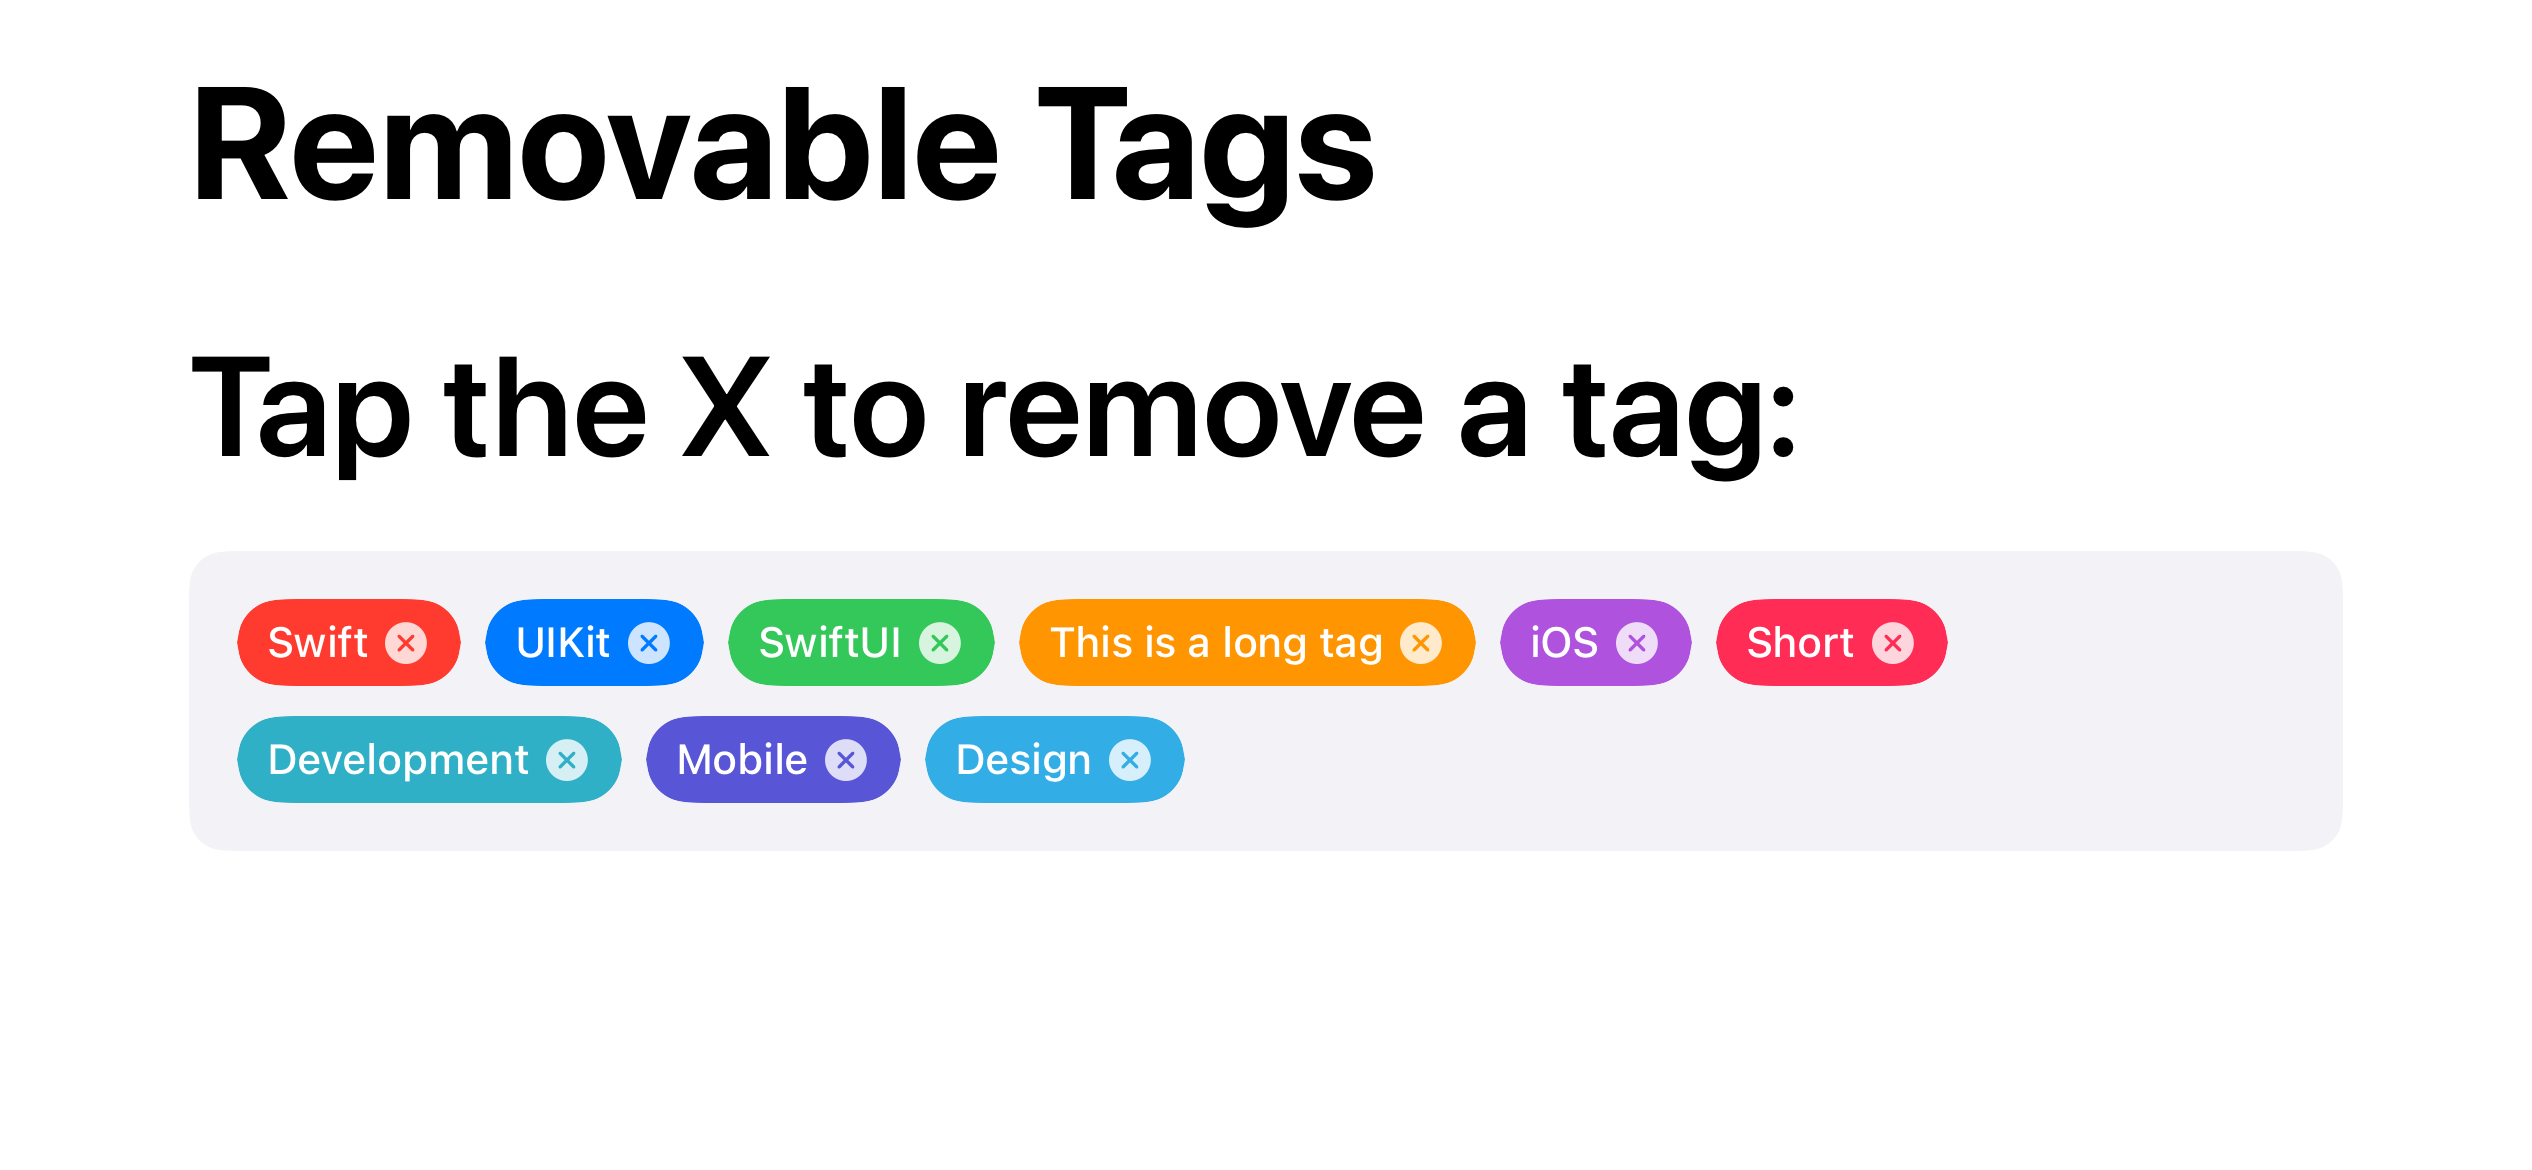 Removable Tags
Tap the X to remove a tag:
Swift UIKit SwiftUI This is a long tag iOS Short
Development Mobile Design